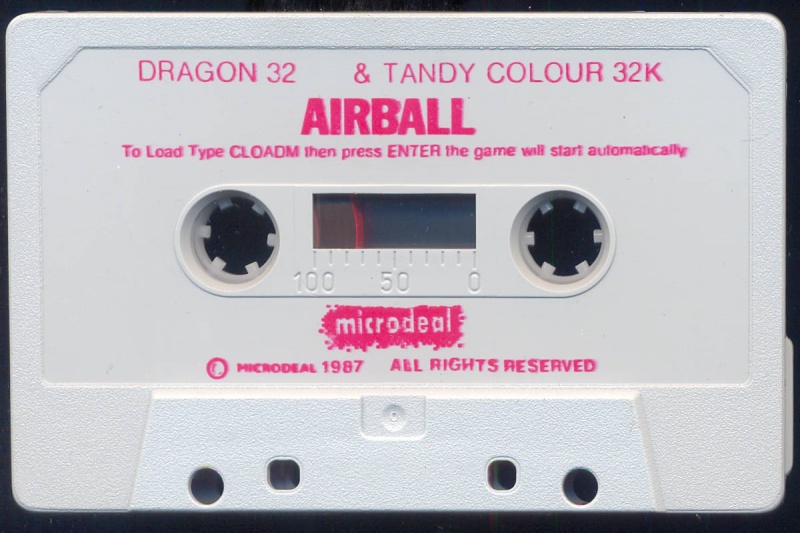 DRAGON 32 & TANDY COLOUR 32K
AIRBALL
To Load Type CLOADM then press ENTER the game will start automatically
100 50 0
microdeal
© MICRODEAL 1987 ALL RIGHTS RESERVED